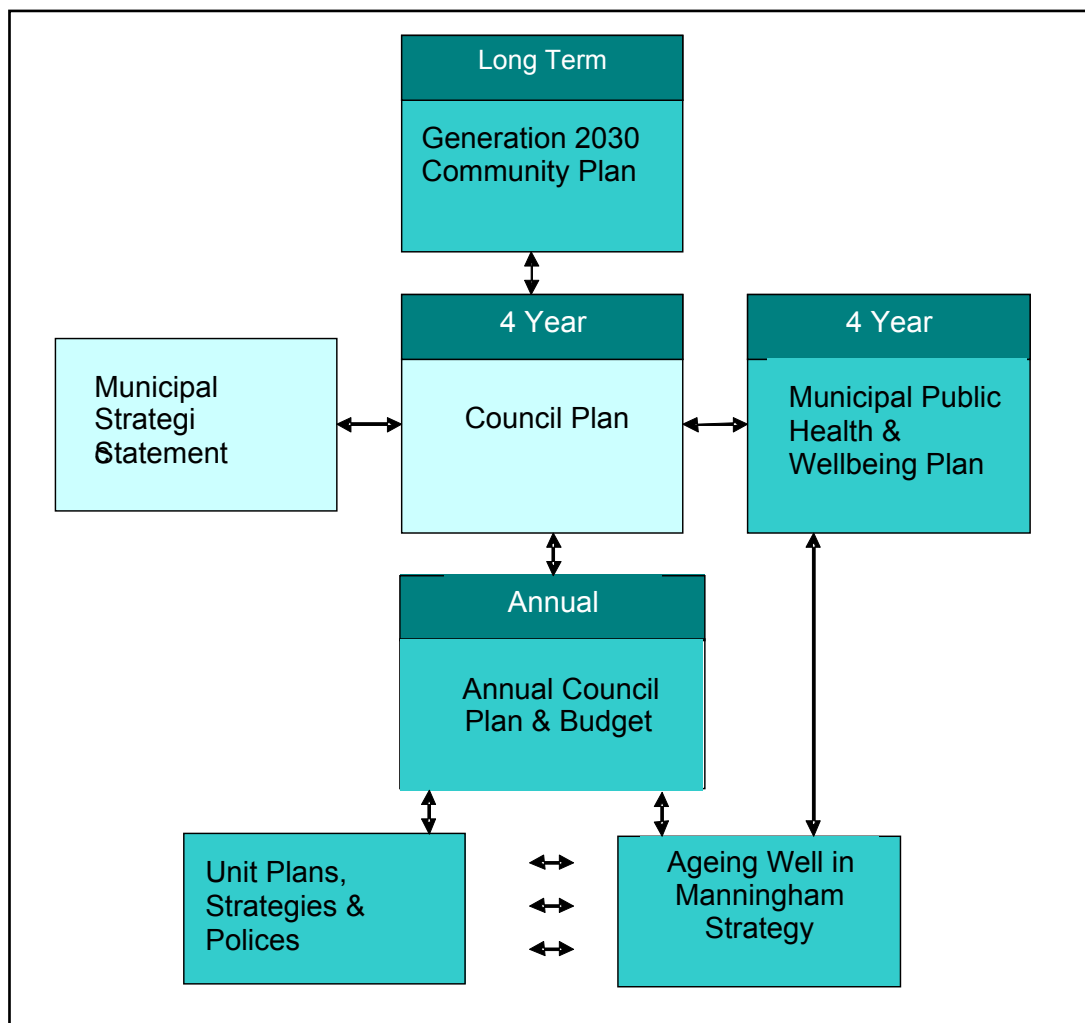 Long Term
Generation 2030
Community Plan
4 Year
Council Plan
4 Year
Municipal Public
Health &
Wellbeing Plan
Municipal
Strategi
c
Statement
Annual
Annual Council
Plan & Budget
Unit Plans,
Strategies &
Polices
Ageing Well in
Manningham
Strategy